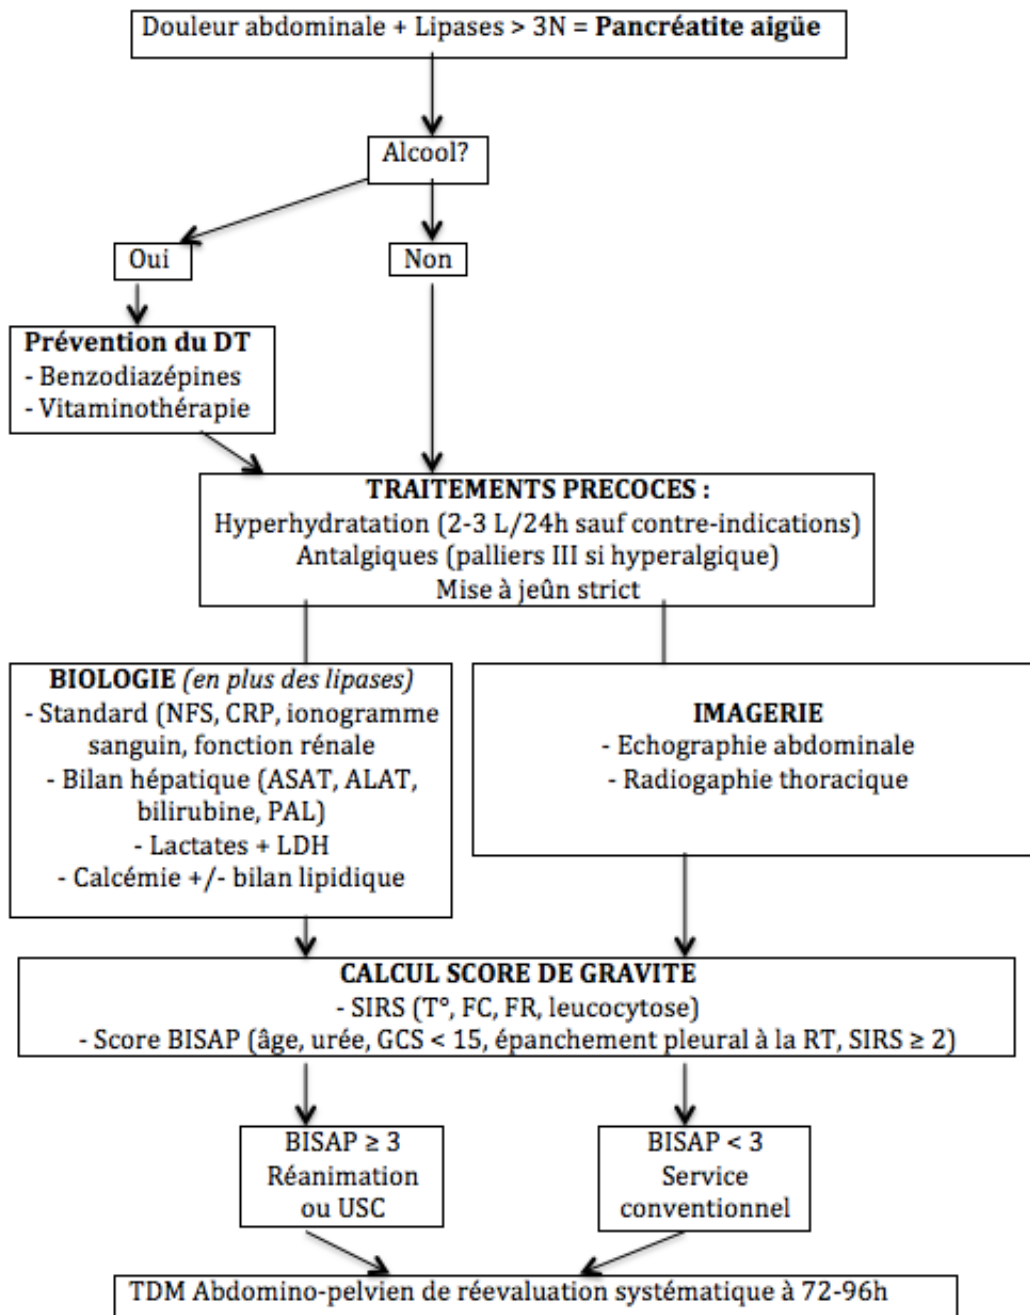 Douleur abdominale + Lipases > 3N = Pancréatite aigüe
Alcool?
Oui
Non
Prévention du DT
- Benzodiazépines
- Vitaminothérapie
TRAITEMENTS PRECOCES :
Hyperhydratation (2-3 L/24h sauf contre-indications)
Antalgiques (palliers III si hyperalgique)
Mise à jeûn strict
BIOLOGIE (en plus des lipases)
- Standard (NFS, CRP, ionogramme
sanguin, fonction rénale
- Bilan hépatique (ASAT, ALAT,
bilirubine, PAL)
- Lactates + LDH
- Calcémie +/- bilan lipidique
IMAGERIE
- Echographie abdominale
- Radiogaphie thoracique
CALCUL SCORE DE GRAVITE
- SIRS (T°, FC, FR, leucocytose)
- Score BISAP (âge, urée, GCS < 15, épanchement pleural à la RT, SIRS ≥ 2)
BISAP ≥ 3
Réanimation
ou USC
BISAP < 3
Service
conventionnel
TDM Abdomino-pelvien de réevaluation systématique à 72-96h